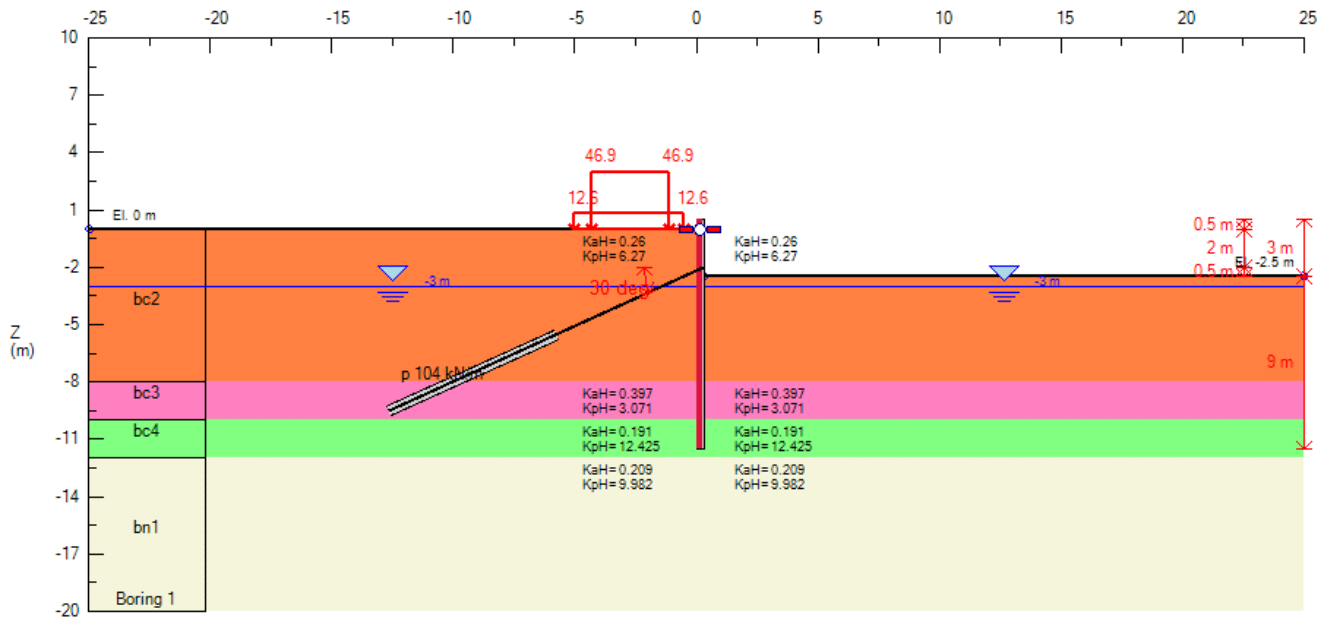 -25 -20 -15 -10 -5 0 5 10 15 20 25
10
7
4
1
-2
-5
-8
-11
-14
-17
-20
Z
(m)
El. 0 m
46.9 46.9
12.6 12.6
KaH= 0.26
KpH= 6.27
KaH= 0.26
KpH= 6.27
0.5 m
2 m
3 m
0.5 m
-2.5 m
-3 m
-3 m
30 deg
bc2
p 104 kN/m
9 m
bc3
KaH= 0.397
KpH= 3.071
KaH= 0.397
KpH= 3.071
bc4
KaH= 0.191
KpH= 12.425
KaH= 0.191
KpH= 12.425
KaH= 0.209
KpH= 9.982
KaH= 0.209
KpH= 9.982
bn1
Boring 1